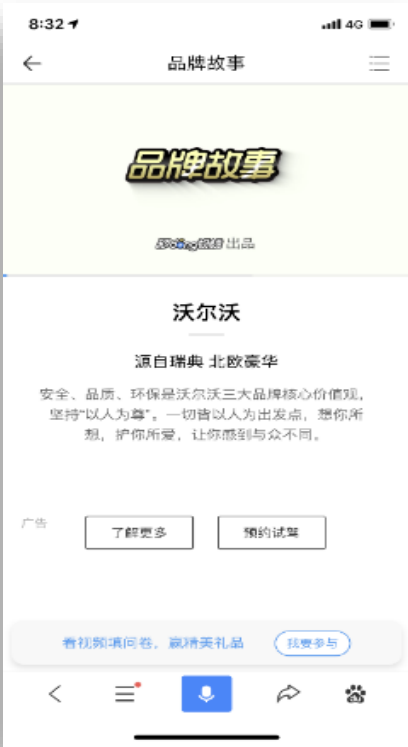 8:32
4G
品牌故事
品牌故事
出品
沃尔沃
源自瑞典 北欧豪华
安全、品质、环保是沃尔沃三大品牌核心价值观，
坚持“以人为尊”。一切皆以人为出发点，想你所
想，护你所爱，让你感到与众不同。
广告
了解更多
预约试驾
看视频填问卷，赢精美礼品
我要参与